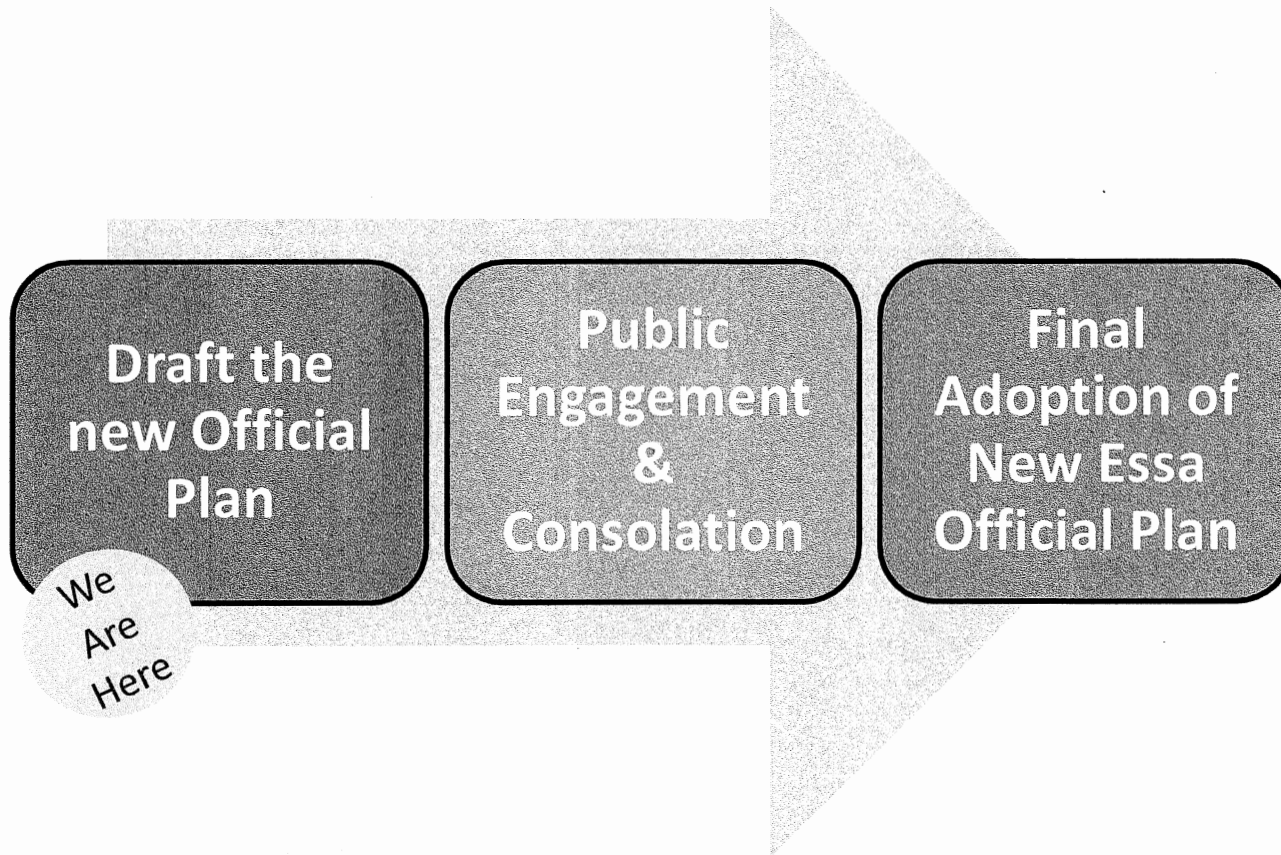 Draft the
new Official
Plan
We
Are
Here
Public
Engagement
&
Consolation
Final
Adoption of
New Essa
Official Plan